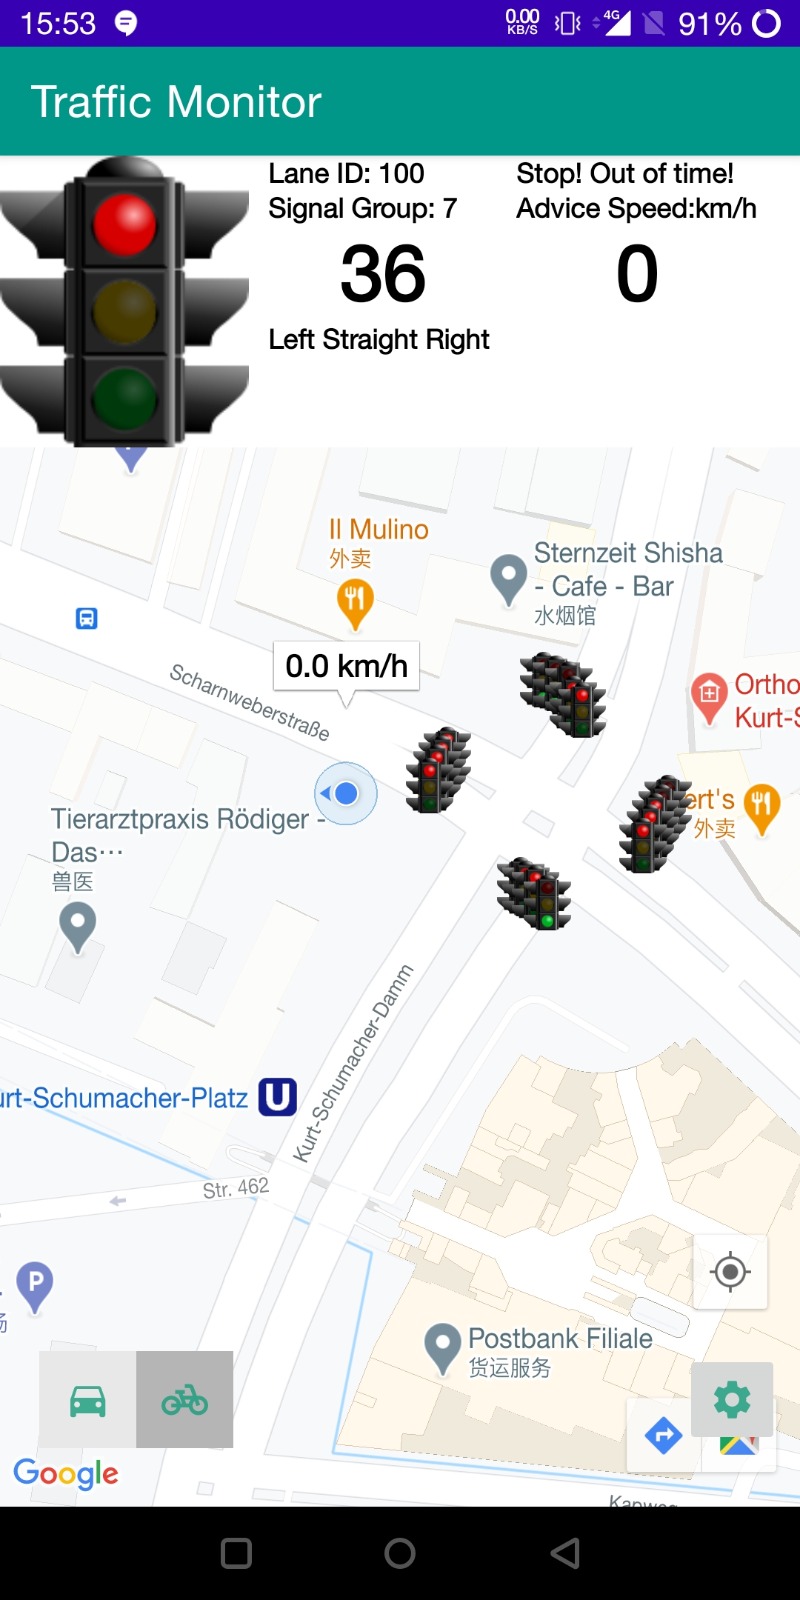 15:53
0.00
KB/S
4G
91%
Traffic Monitor
Lane ID: 100
Stop! Out of time!
Signal Group: 7
Advice Speed:km/h
36
0
Left Straight Right
Il Mulino
外卖
Sternzeit Shisha
- Cafe - Bar
水烟馆
0.0 km/h
Scharnweberstraße
Ortho
Kurt-S
ert's
外卖
Tierarztpraxis Rödiger -
Das...
兽医
Kurt-Schumacher-Damm
urt-Schumacher-Platz
U
Str. 462
P
Postbank Filiale
货运服务
Google